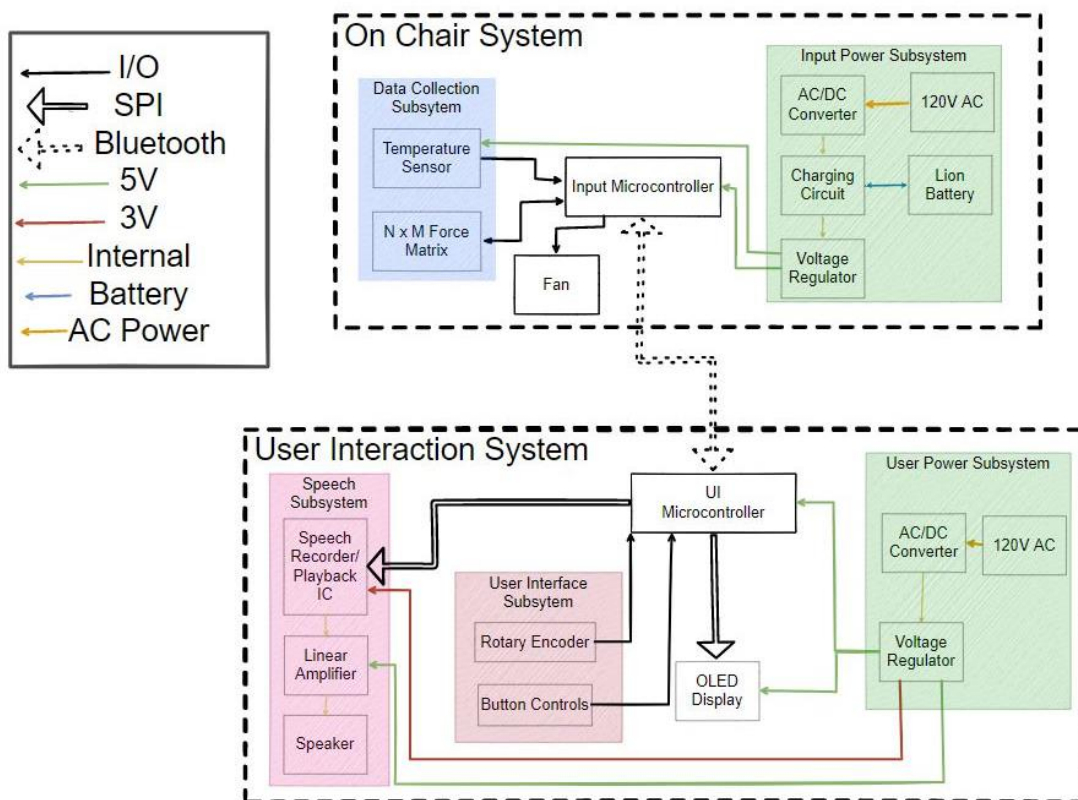 I/O
SPI
Bluetooth
5V
3V
Internal
Battery
AC Power
On Chair System
Data Collection
Subsytem
Temperature
Sensor
N x M Force
Matrix
Input Microcontroller
Fan
Input Power Subsystem
AC/DC
Converter
120V AC
Charging
Circuit
Lion
Battery
Voltage
Regulator
User Interaction System
Speech
Subsystem
Speech
Recorder/
Playback
IC
Linear
Amplifier
Speaker
User Interface
Subsytem
Rotary Encoder
Button Controls
UI
Microcontroller
OLED
Display
User Power Subsystem
AC/DC
Converter
120V AC
Voltage
Regulator